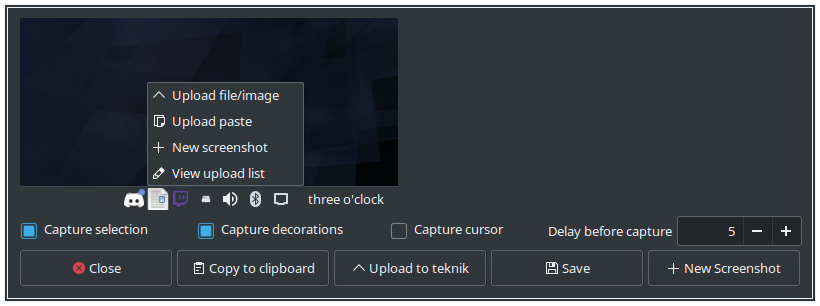 Upload file/image
Upload paste
New screenshot
View upload list
three o'clock
Capture selection
Capture decorations
Capture cursor
Delay before capture
5
Close
Copy to clipboard
Upload to teknik
Save
New Screenshot